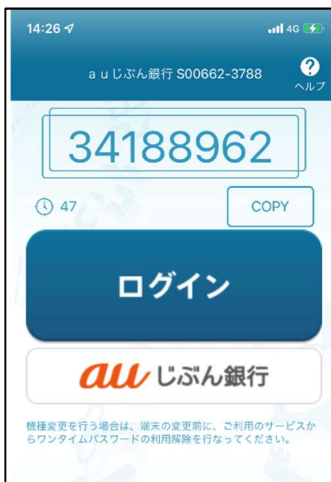 14:26
4G
auじぶん銀行 S00662-3788
?
ヘルプ
34188962
47
COPY
ログイン
au じぶん銀行
機種変更を行う場合は、端末の変更前に、ご利用のサービスか
らワンタイムパスワードの利用解除を行なってください。